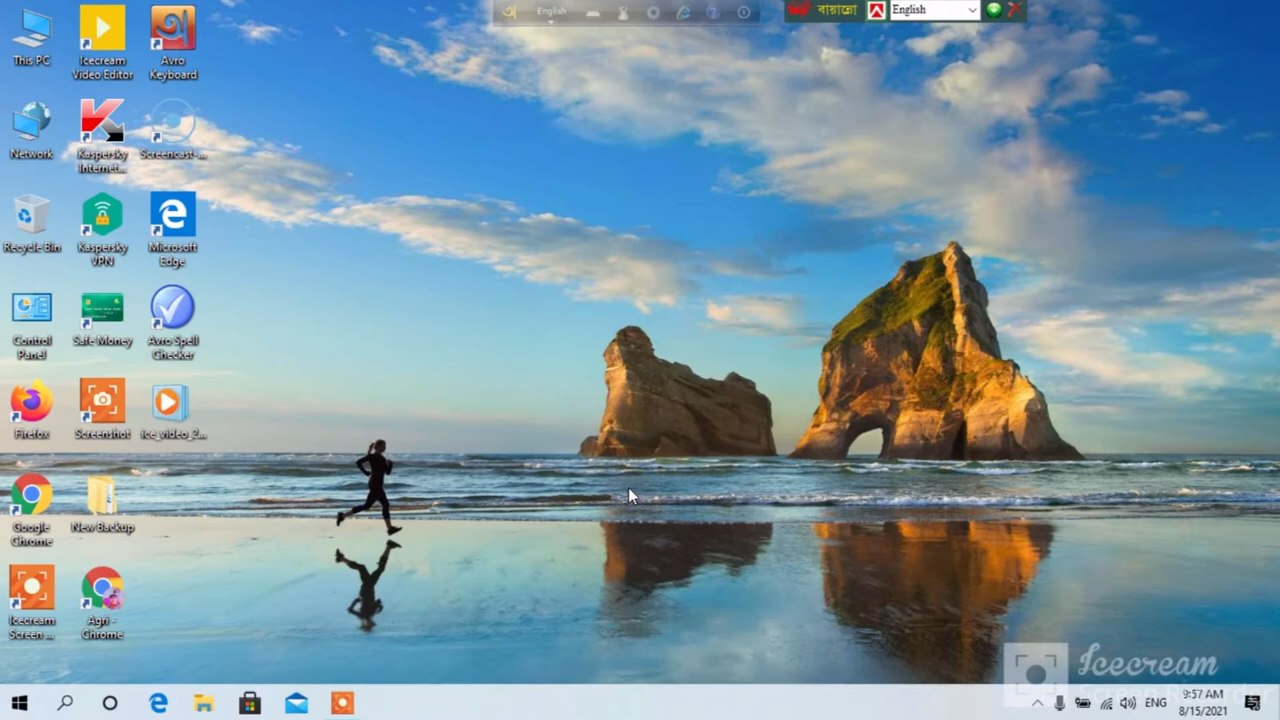 English
বায়ান্নো
English
This PC
Icecream
Video Editor
Avro
Keyboard
Network
Kaspersky
Internet...
Screencast-...
Recycle Bin
Kaspersky
VPN
Microsoft
Edge
Control
Panel
Safe Money
Avro Spell
Checker
Firefox
Screenshot
ice_video_2...
Google
Chrome
New Backup
Icecream
Screen ...
Agri -
Chrome
Icecream
Screen Recorder
ENG
9:57 AM
8/15/2021